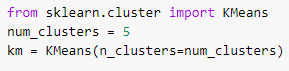 from sklearn.cluster import KMeans
num_clusters = 5
km = KMeans(n_clusters=num_clusters)